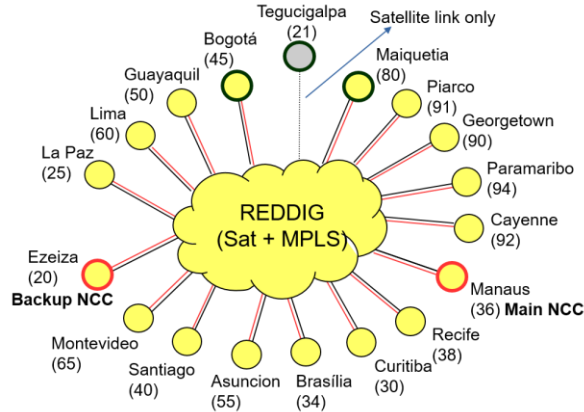 Tegucigalpa
(21)
Satellite link only
Bogotá
(45)
Maiquetia
(80)
Guayaquil
(50)
Piarco
(91)
Lima
(60)
Georgetown
(90)
La Paz
(25)
Paramaribo
(94)
REDDIG
(Sat + MPLS)
Cayenne
(92)
Ezeiza
(20)
Backup NCC
Manaus
(36) Main NCC
Montevideo
(65)
Recife
(38)
Santiago
(40)
Asuncion
(55)
Brasília
(34)
Curitiba
(30)